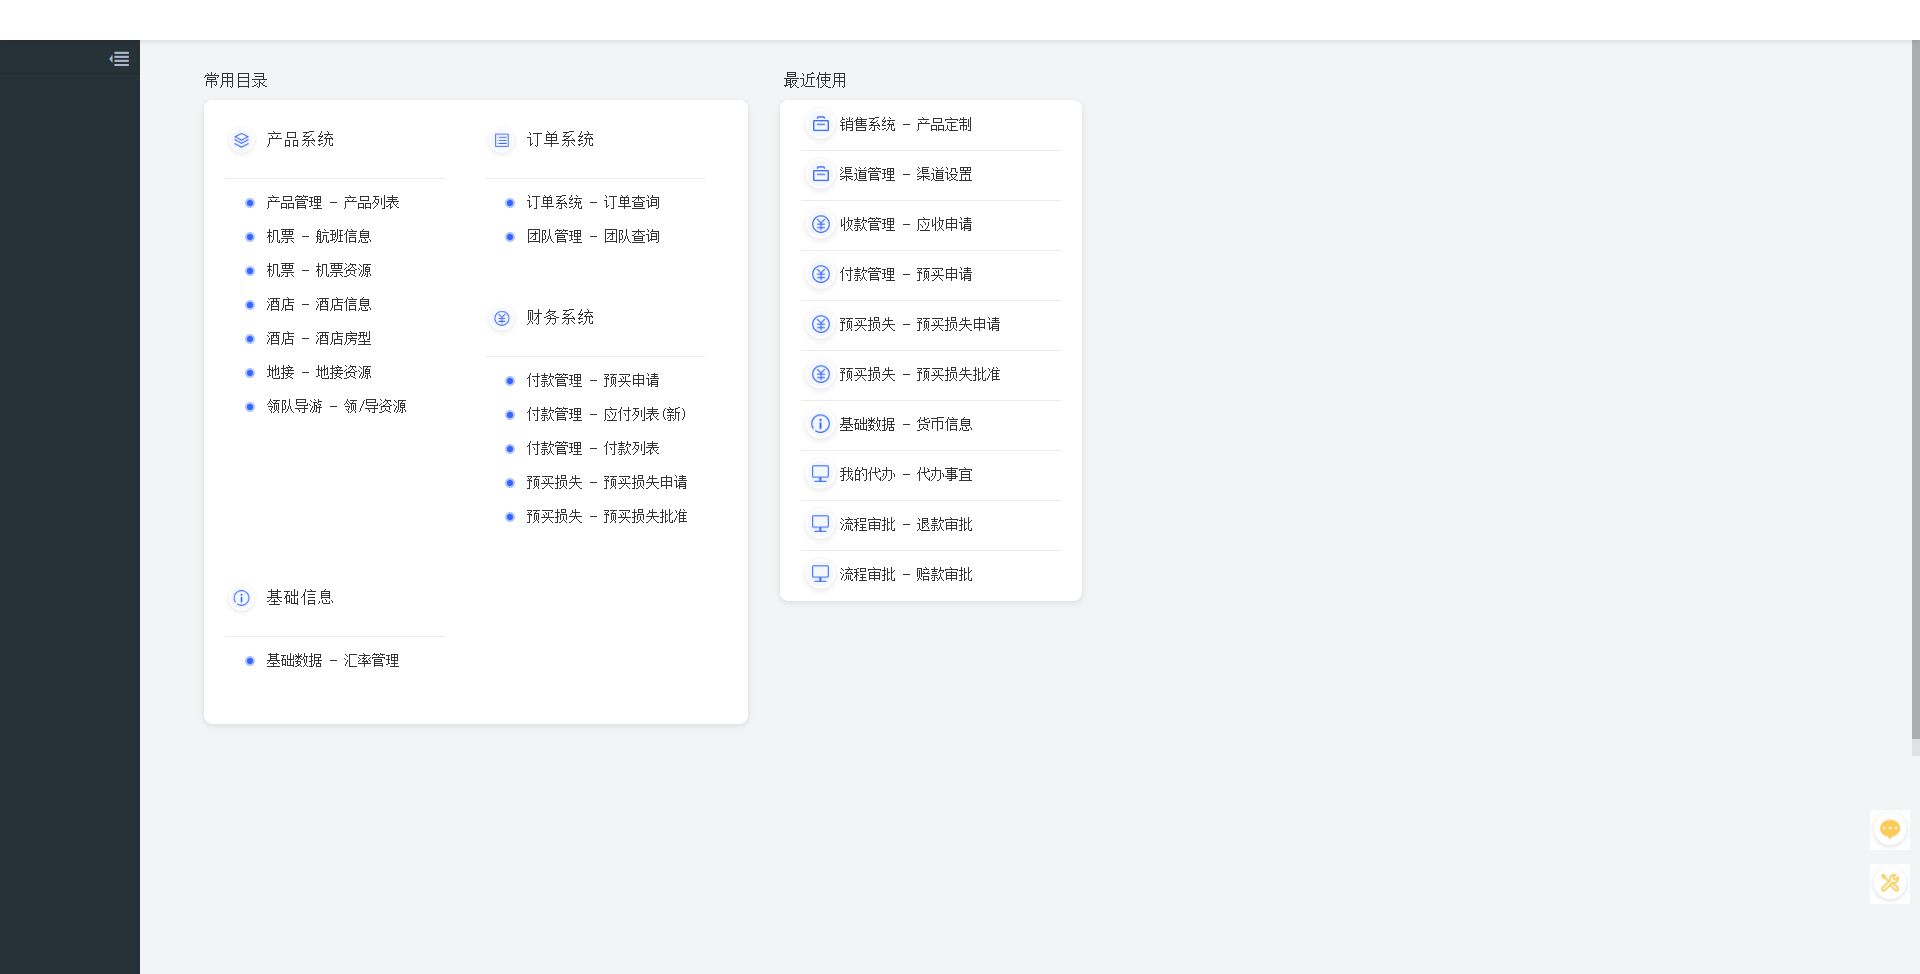 常用目录
产品系统
产品管理 - 产品列表
机票 - 航班信息
机票 - 机票资源
酒店 - 酒店信息
酒店 - 酒店房型
地接 - 地接资源
领队导游 - 领/导资源
订单系统
订单系统 - 订单查询
团队管理 - 团队查询
财务系统
付款管理 - 预买申请
付款管理 - 应付列表(新)
付款管理 - 付款列表
预买损失 - 预买损失申请
预买损失 - 预买损失批准
基础信息
基础数据 - 汇率管理
最近使用
销售系统 - 产品定制
渠道管理 - 渠道设置
收款管理 - 应收申请
付款管理 - 预买申请
预买损失 - 预买损失申请
预买损失 - 预买损失批准
基础数据 - 货币信息
我的代办 - 代办事宜
流程审批 - 退款审批
流程审批 - 赔款审批